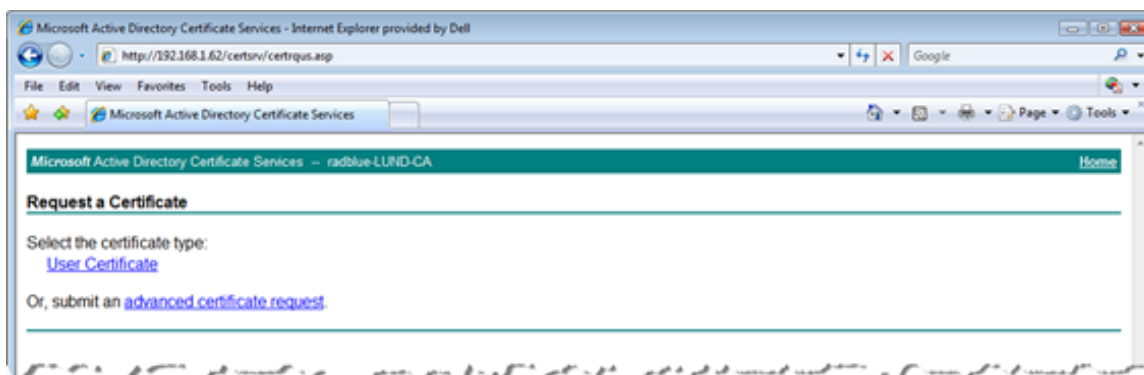 Microsoft Active Directory Certificate Services - Internet Explorer provided by Dell
http://192.168.1.62/certsrv/certrqus.asp
Google
File Edit View Favorites Tools Help
Microsoft Active Directory Certificate Services
Page Tools
Microsoft Active Directory Certificate Services -- radblue-LUND-CA
Home
Request a Certificate
Select the certificate type:
User Certificate
Or, submit an advanced certificate request.